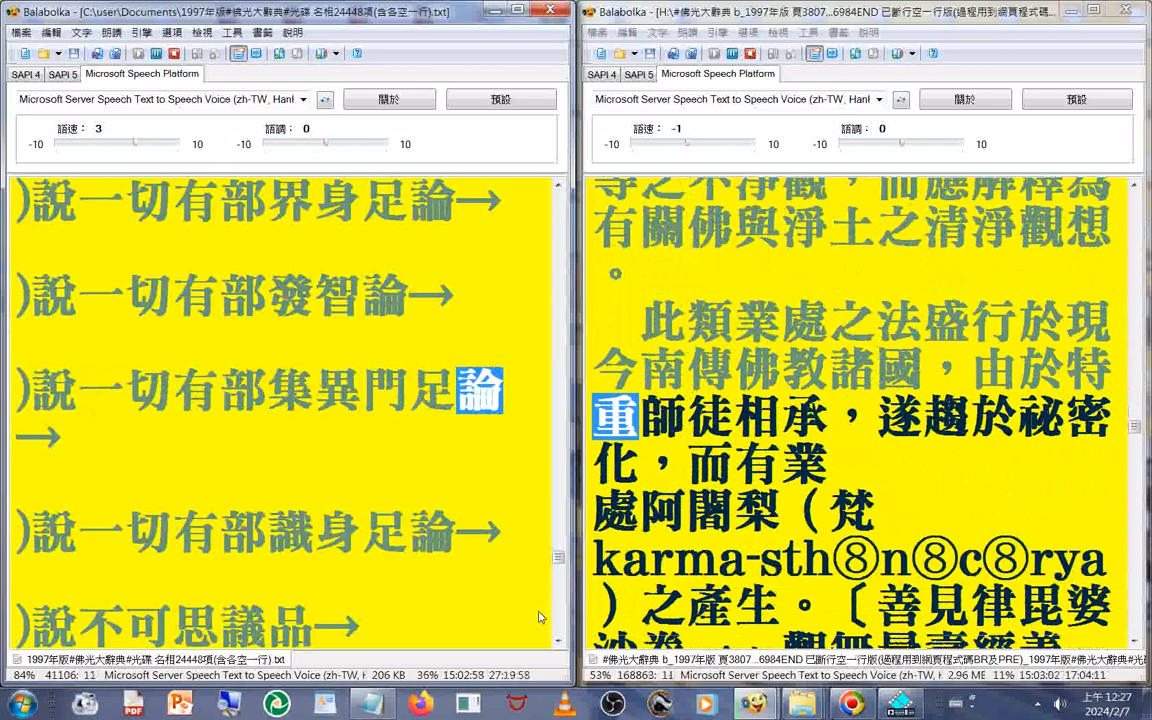 Balabolka - [C:\user\Documents\1997年版#佛光大辭典#光碟 名相24448項(含各空一行).txt]
檔案 編輯 文字 朗讀 引擎 選項 檢視 工具 書籤 說明
SAPI 4 SAPI 5 Microsoft Speech Platform
Microsoft Server Speech Text to Speech Voice (zh-TW, Hanl
關於 預設
語速： 3 語調： 0
-10 10 -10 10
)說一切有部界身足論→
)說一切有部發智論→
)說一切有部集異門足論
→
)說一切有部識身足論→
)說不可思議品→
1997年版#佛光大辭典#光碟 名相24448項(含各空一行).txt
84% 41106: 11 Microsoft Server Speech Text to Speech Voice (zh-TW, H 206 KB 36% 15:02:58 27:19:58
Balabolka - [H:\#佛光大辭典 b_1997年版 頁3807...6984END 已斷行空一行版(過程用到網頁程式碼...
檔案 編輯 文字 朗讀 引擎 選項 檢視 工具 書籤 說明
SAPI 4 SAPI 5 Microsoft Speech Platform
Microsoft Server Speech Text to Speech Voice (zh-TW, Hanl
關於 預設
語速： -1 語調： 0
-10 10 -10 10
等之不淨觀，而應解釋為
有關佛與淨土之清淨觀想
。
此類業處之法盛行於現
今南傳佛教諸國，由於特
重師徒相承，遂趨於祕密
化，而有業
處阿闍梨（梵
karma-sth⑧n⑧c⑧rya
）之產生。〔善見律毘婆
沙卷、觀無量壽經義
#佛光大辭典 b_1997年版 頁3807...6984END 已斷行空一行版(過程用到網頁程式碼BR及PRE)_1997年版#佛光
53% 168863: 11 Microsoft Server Speech Text to Speech Voice (zh-TW, H 2.96 ME 11% 15:03:02 17:04:11
上午 12:27
2024/2/7